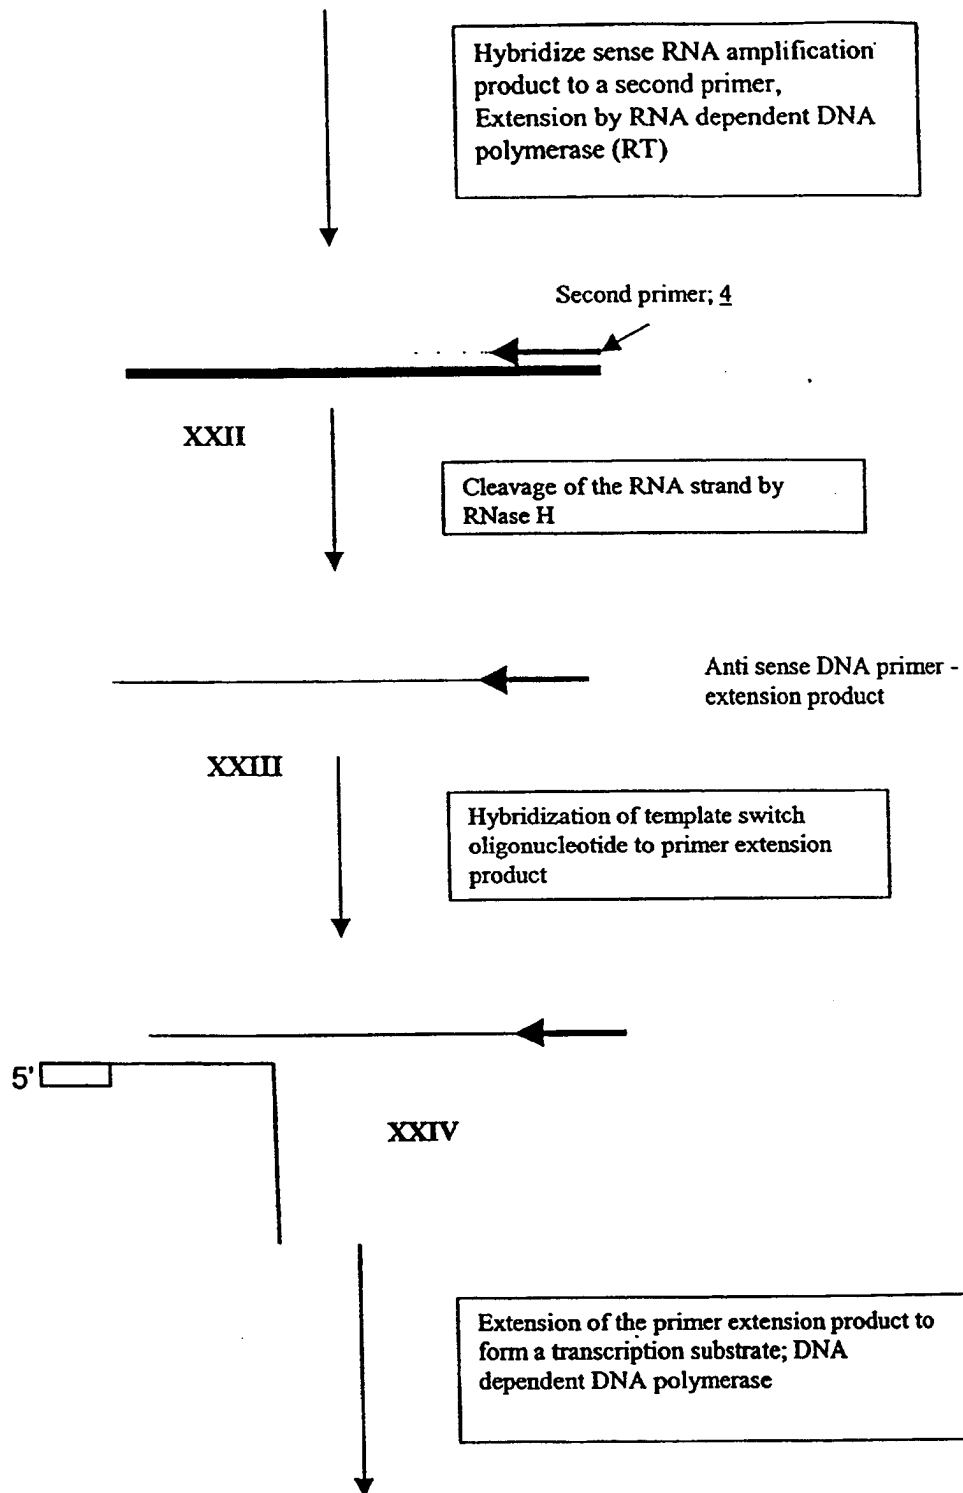 Hybridize sense RNA amplification
product to a second primer,
Extension by RNA dependent DNA
polymerase (RT)
Second primer; 4
XXII
Cleavage of the RNA strand by
RNase H
Anti sense DNA primer -
extension product
XXIII
Hybridization of template switch
oligonucleotide to primer extension
product
5'
XXIV
Extension of the primer extension product to
form a transcription substrate; DNA
dependent DNA polymerase